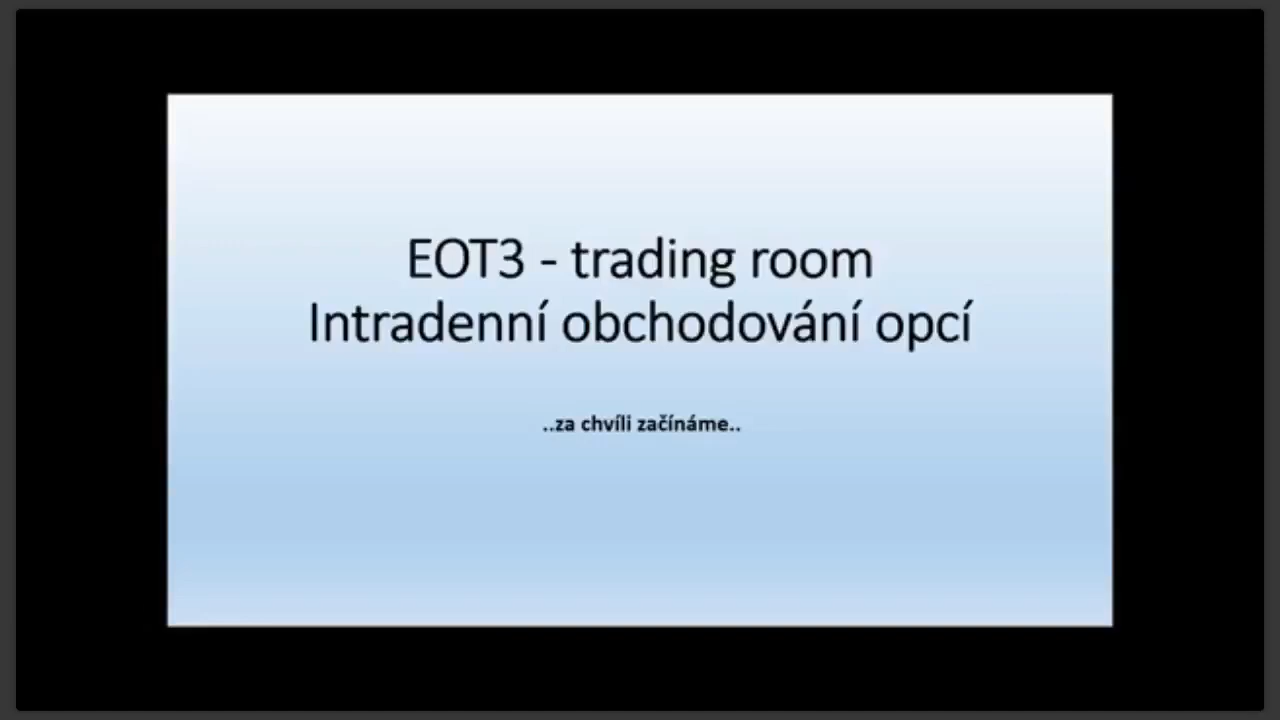 EOT3 - trading room
Intradenní obchodování opcí
..za chvíli začínáme..